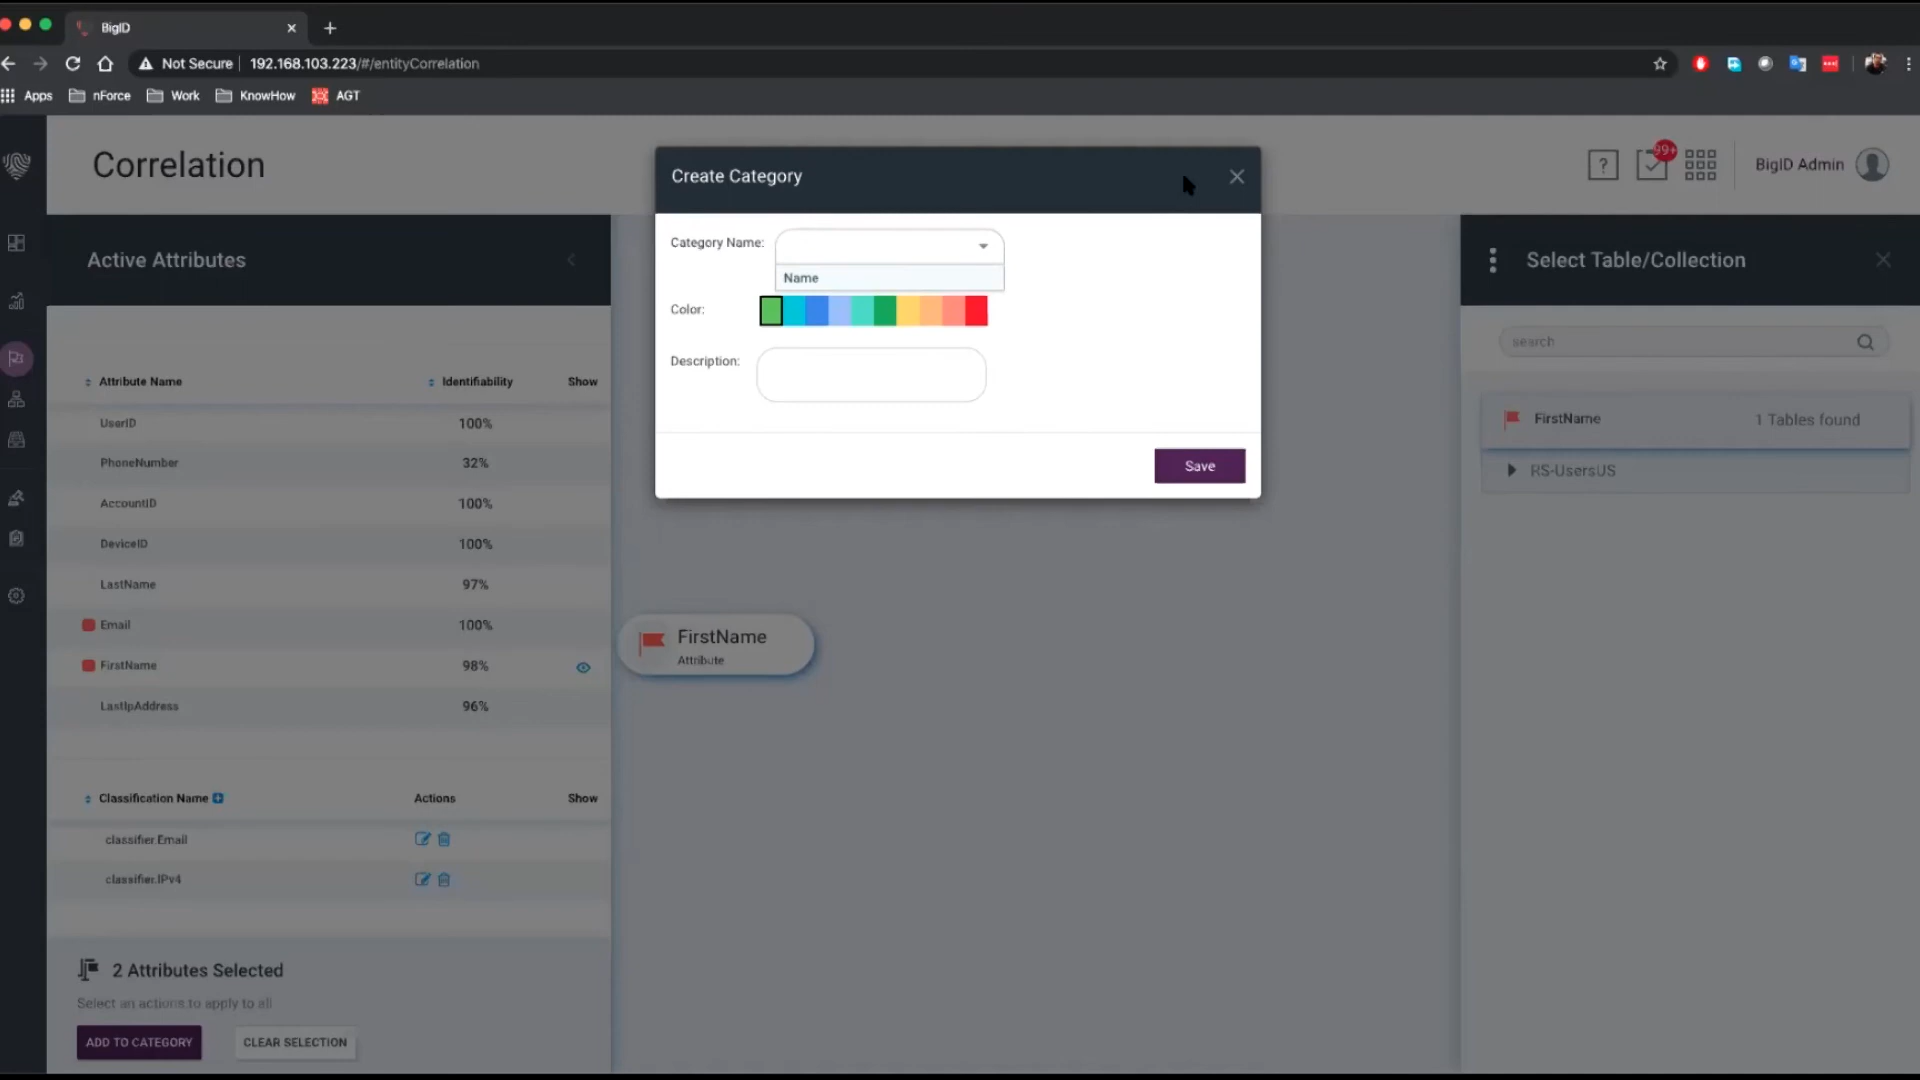 BigID
Not Secure 192.168.103.223/#/entityCorrelation
Apps nForce Work KnowHow AGT
Correlation
?
99+
BigID Admin
Create Category
Category Name:
Name
Color:
Description:
Save
Active Attributes
Attribute Name Identifiability Show
UserID 100%
PhoneNumber 32%
AccountID 100%
DeviceID 100%
LastName 97%
Email 100%
FirstName 98%
LastIpAddress 96%
Classification Name Actions Show
classifier.Email
classifier.IPv4
2 Attributes Selected
Select an actions to apply to all
ADD TO CATEGORY CLEAR SELECTION
FirstName
Attribute
Select Table/Collection
search
FirstName 1 Tables found
RS-UsersUS